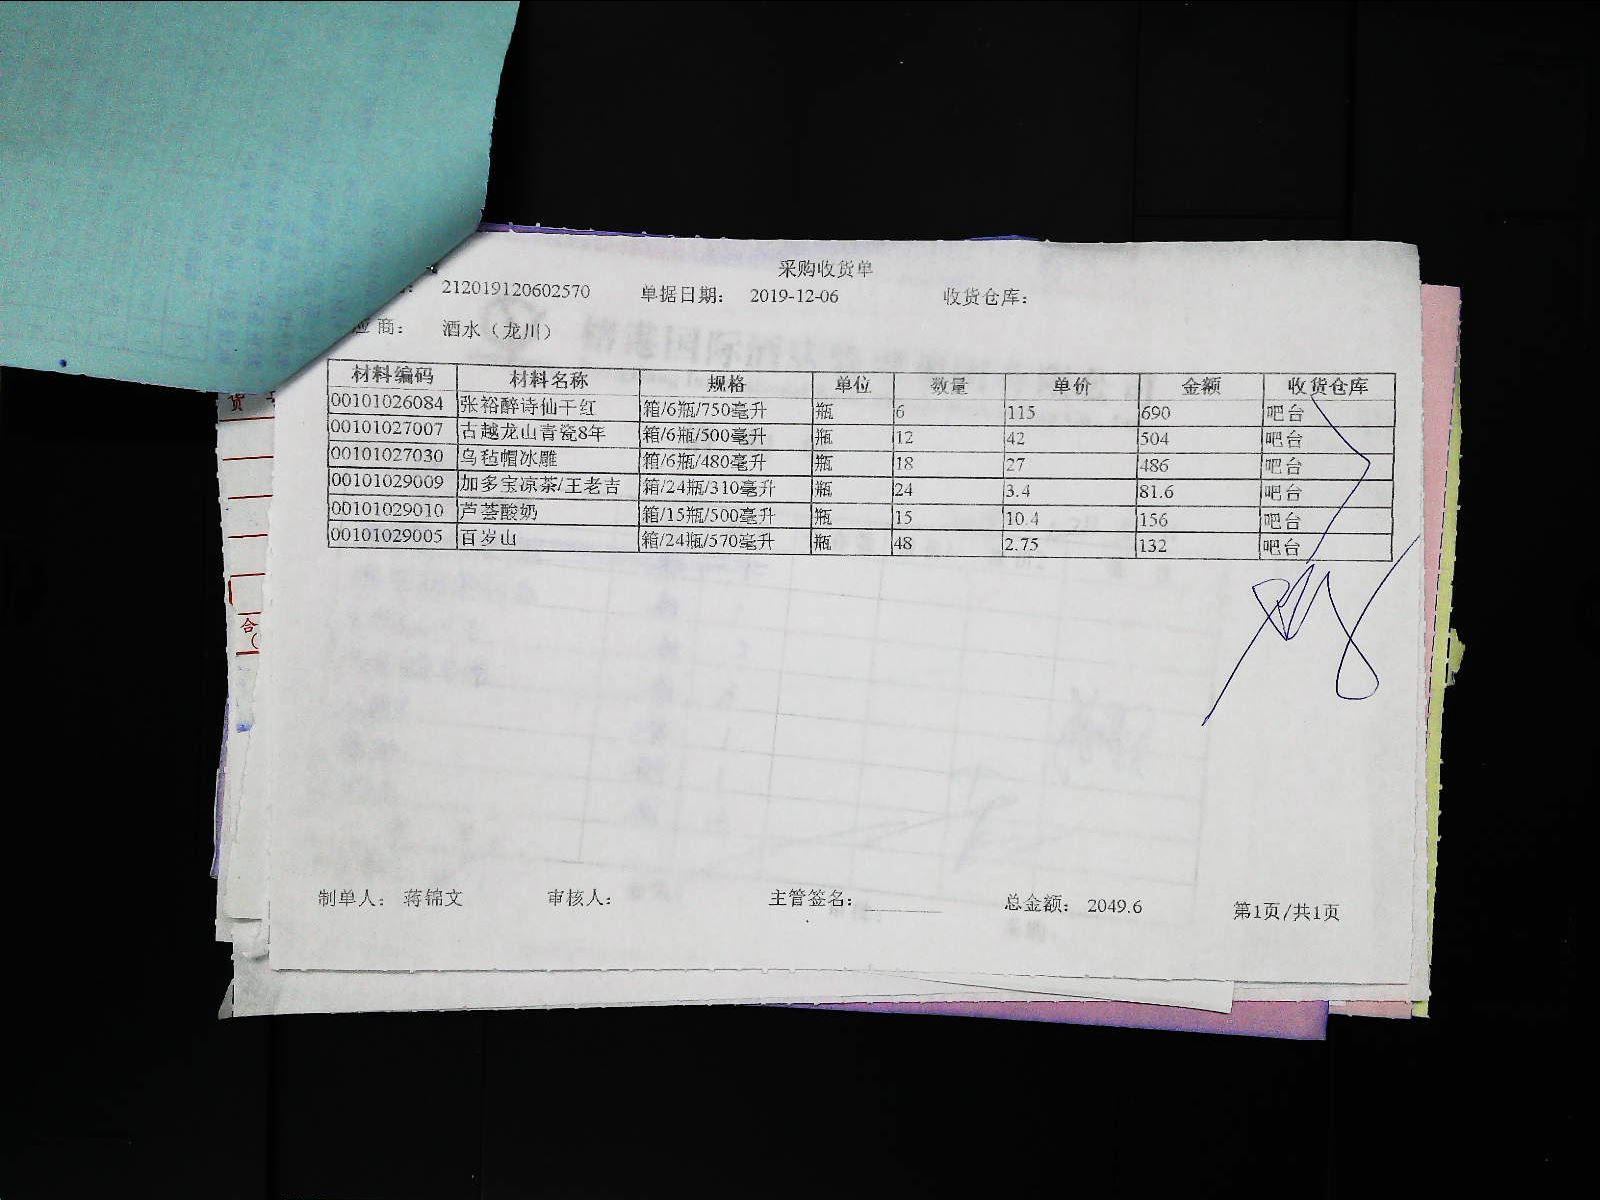 采购收货单
212019120602570 单据日期： 2019-12-06 收货仓库：
应 商： 酒水（龙川）
材料编码 材料名称 规格 单位 数量 单价 金额 收货仓库
00101026084 张裕醉诗仙干红 箱/6瓶/750毫升 瓶 6 115 690 吧台
00101027007 古越龙山青瓷8年 箱/6瓶/500毫升 瓶 12 42 504 吧台
00101027030 乌毡帽冰雕 箱/6瓶/480毫升 瓶 18 27 486 吧台
00101029009 加多宝凉茶/王老吉 箱/24瓶/310毫升 瓶 24 3.4 81.6 吧台
00101029010 芦荟酸奶 箱/15瓶/500毫升 瓶 15 10.4 156 吧台
00101029005 百岁山 箱/24瓶/570毫升 瓶 48 2.75 132 吧台
货
合
制单人： 蒋锦文 审核人： 主管签名： 总金额： 2049.6 第1页/共1页